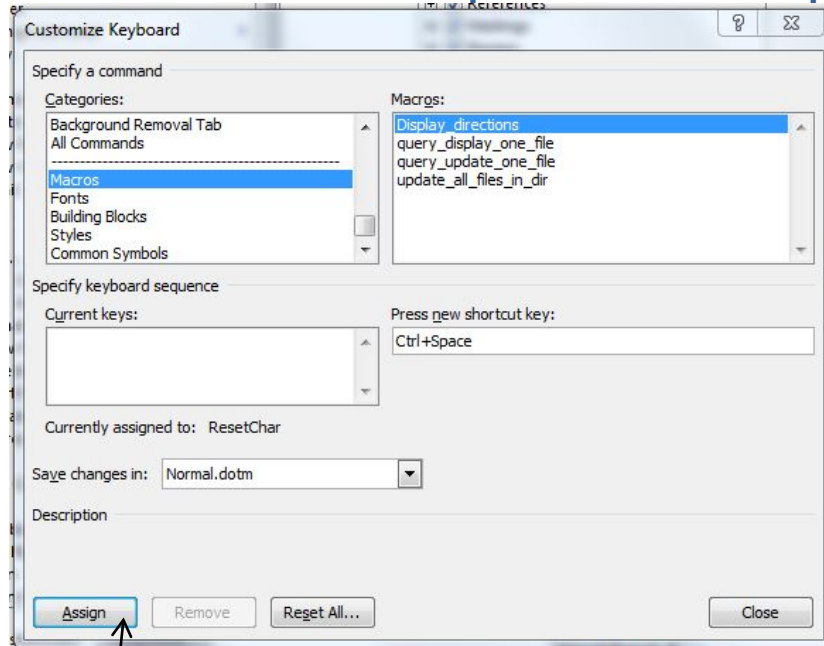 References
Customize Keyboard
Specify a command
Categories:
Macros:
Background Removal Tab
All Commands
----------------------------------------
Macros
Fonts
Building Blocks
Styles
Common Symbols
Display_directions
query_display_one_file
query_update_one_file
update_all_files_in_dir
Specify keyboard sequence
Current keys:
Press new shortcut key:
Ctrl+Space
Currently assigned to: ResetChar
Save changes in: Normal.dotm
Description
Assign
Remove
Reset All...
Close